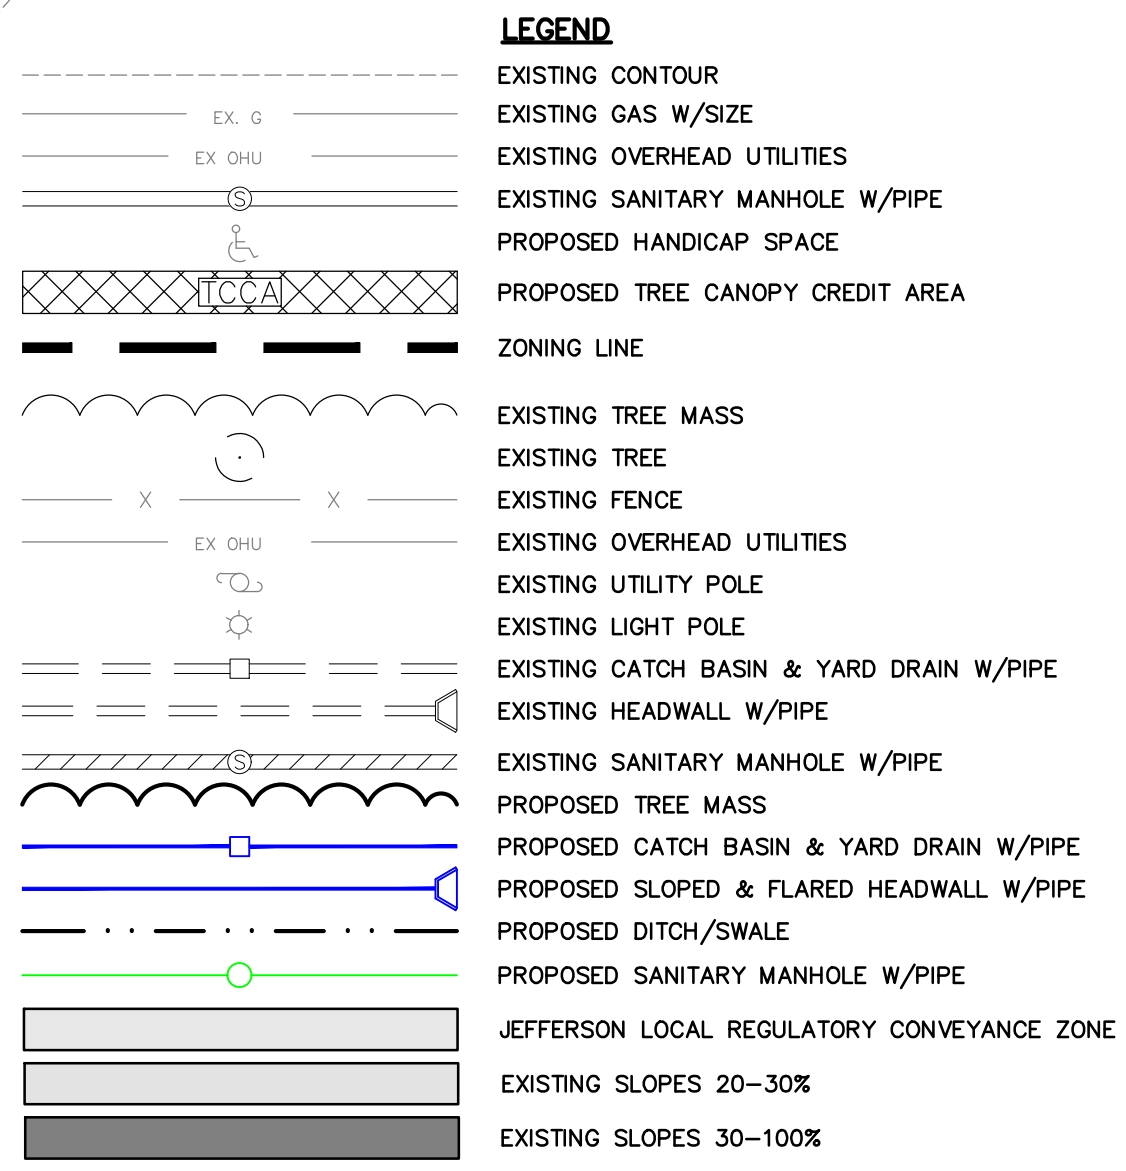 LEGEND
EXISTING CONTOUR
EX. G EXISTING GAS W/SIZE
EX OHU EXISTING OVERHEAD UTILITIES
S EXISTING SANITARY MANHOLE W/PIPE
PROPOSED HANDICAP SPACE
TCCA PROPOSED TREE CANOPY CREDIT AREA
ZONING LINE
EXISTING TREE MASS
EXISTING TREE
X X EXISTING FENCE
EX OHU EXISTING OVERHEAD UTILITIES
EXISTING UTILITY POLE
EXISTING LIGHT POLE
EXISTING CATCH BASIN & YARD DRAIN W/PIPE
EXISTING HEADWALL W/PIPE
S EXISTING SANITARY MANHOLE W/PIPE
PROPOSED TREE MASS
PROPOSED CATCH BASIN & YARD DRAIN W/PIPE
PROPOSED SLOPED & FLARED HEADWALL W/PIPE
PROPOSED DITCH/SWALE
PROPOSED SANITARY MANHOLE W/PIPE
JEFFERSON LOCAL REGULATORY CONVEYANCE ZONE
EXISTING SLOPES 20-30%
EXISTING SLOPES 30-100%